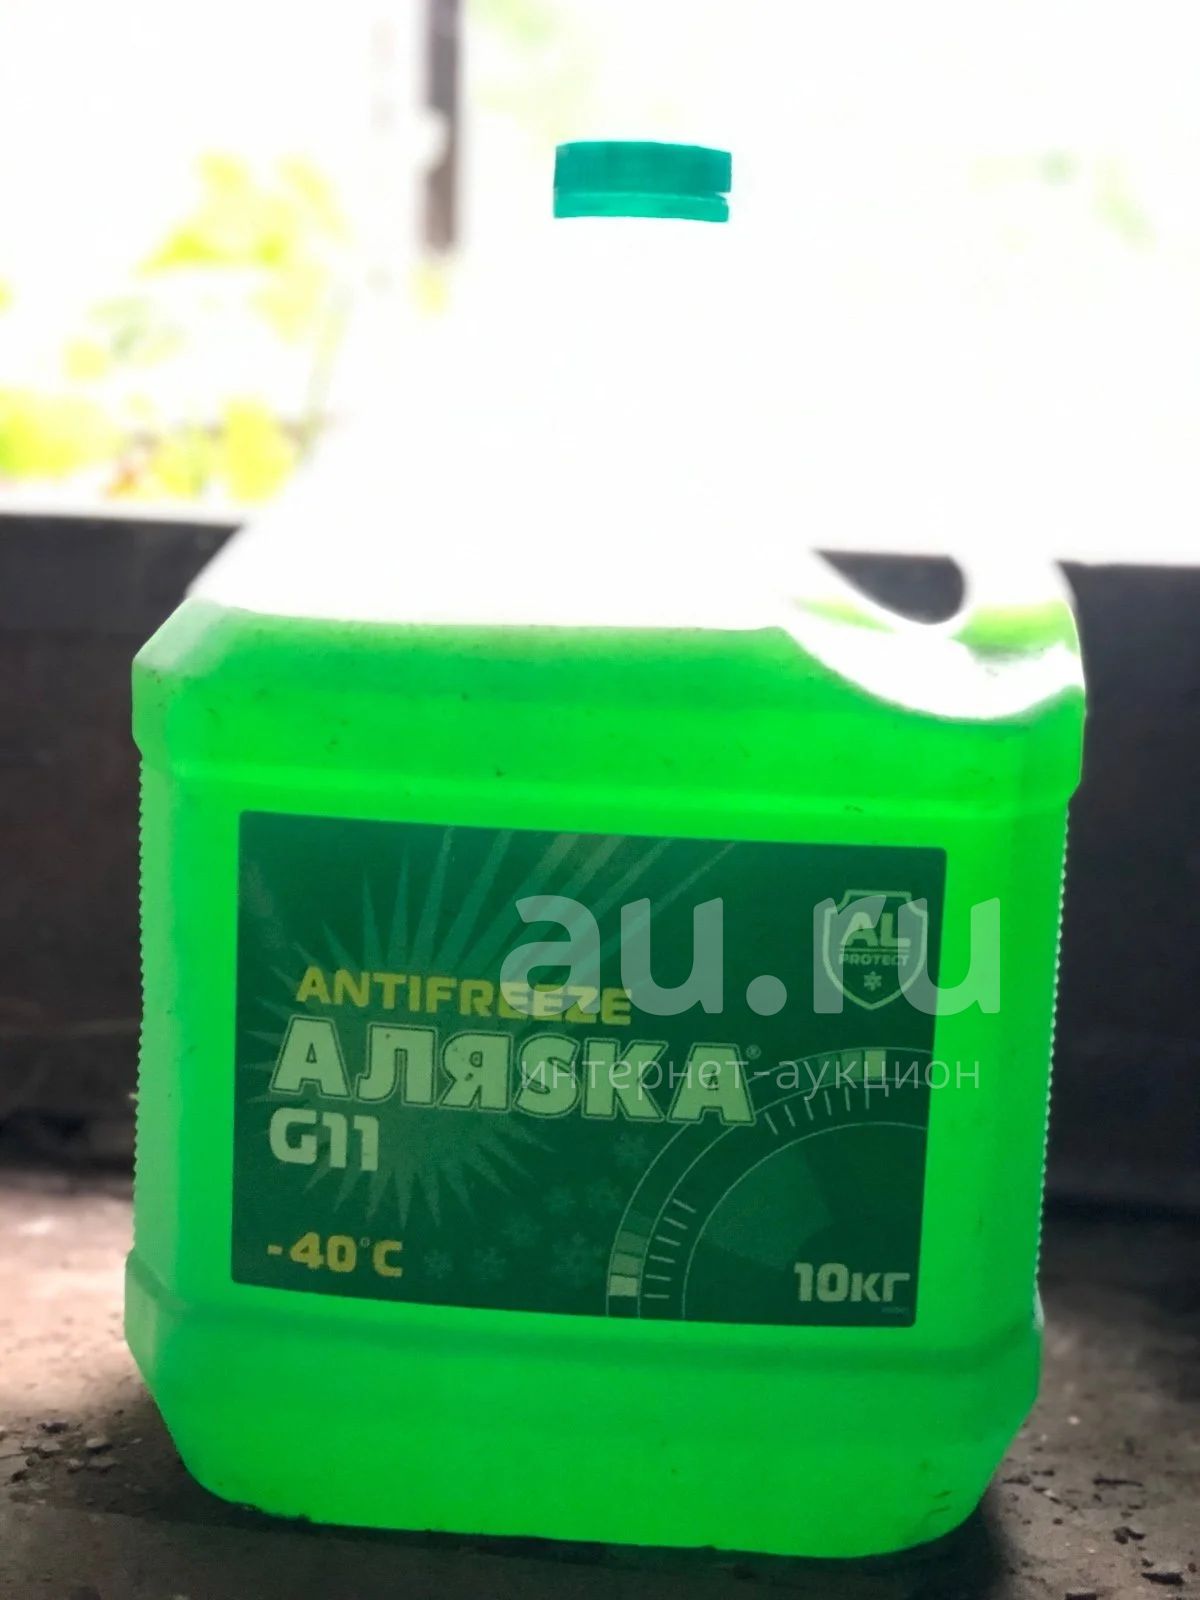 AL
PROTECT
ANTIFREEZE
АЛЯSKA®
G11
-40°C
10кг
au.ru
интернет-аукцион